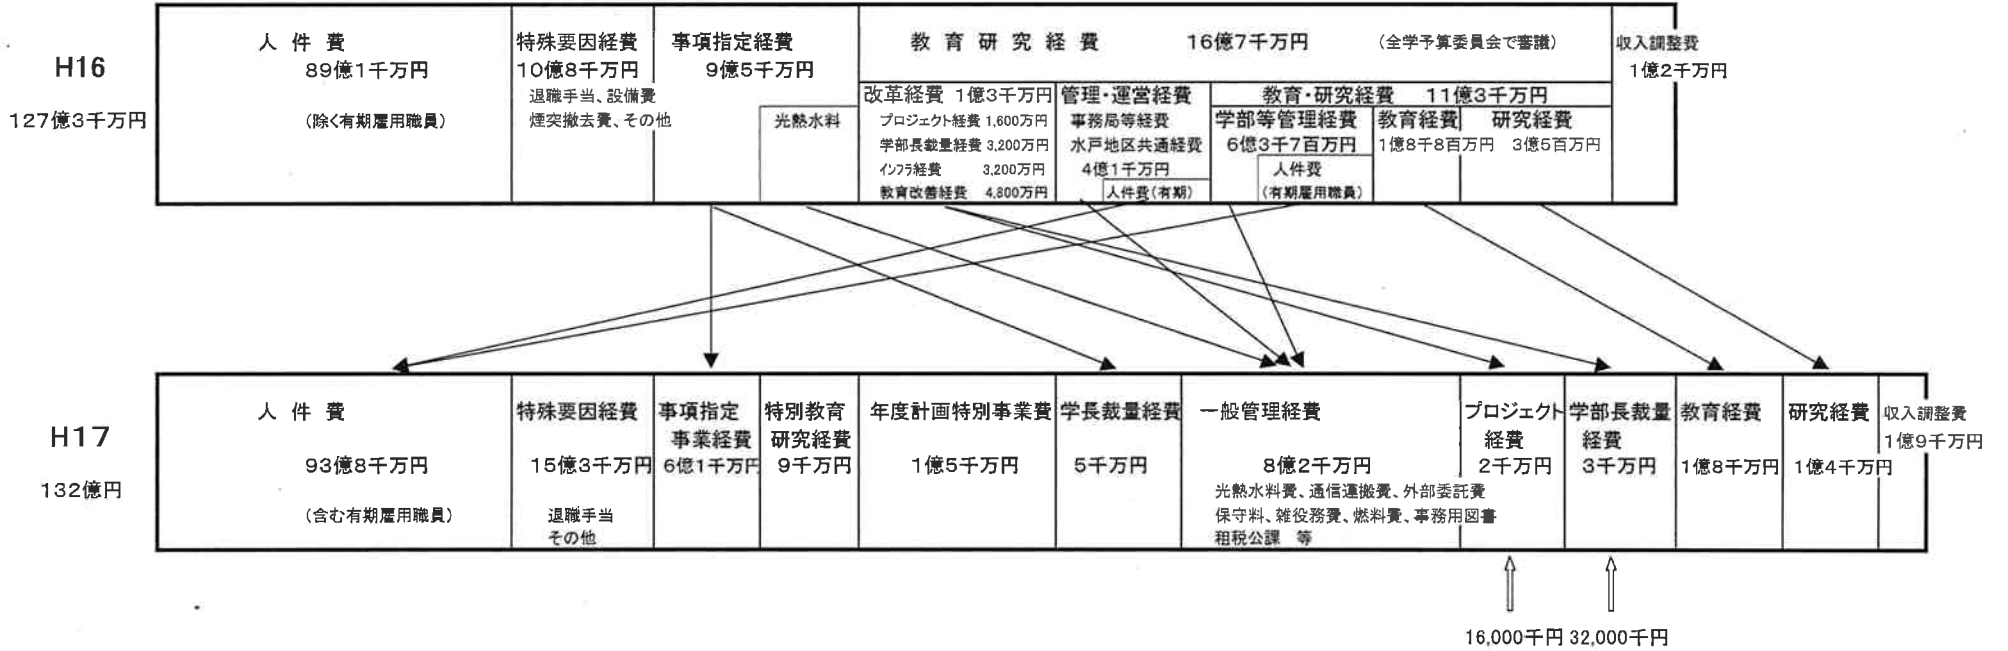 H16
127億3千万円
人件費
89億1千万円
(除く有期雇用職員)
特殊要因経費
10億8千万円
退職手当、設備費
煙突撤去費、その他
事項指定経費
9億5千万円
光熱水料
教育研究経費 16億7千万円 (全学予算委員会で審議)
改革経費 1億3千万円
プロジェクト経費 1,600万円
学部長裁量経費 3,200万円
インフラ経費 3,200万円
教育改善経費 4,800万円
管理・運営経費
事務局等経費
水戸地区共通経費
4億1千万円
人件費(有期)
教育・研究経費 11億3千万円
学部等管理経費
6億3千7百万円
人件費
(有期雇用職員)
教育経費
1億8千8百万円
研究経費
3億5百万円
収入調整費
1億2千万円
H17
132億円
人件費
93億8千万円
(含む有期雇用職員)
特殊要因経費
15億3千万円
退職手当
その他
事項指定
事業経費
6億1千万円
特別教育
研究経費
9千万円
年度計画特別事業費
1億5千万円
学長裁量経費
5千万円
一般管理経費
8億2千万円
光熱水料費、通信運搬費、外部委託費
保守料、雑役務費、燃料費、事務用図書
租税公課 等
プロジェクト
経費
2千万円
学部長裁量
経費
3千万円
教育経費
1億8千万円
研究経費
1億4千万円
収入調整費
1億9千万円
16,000千円 32,000千円